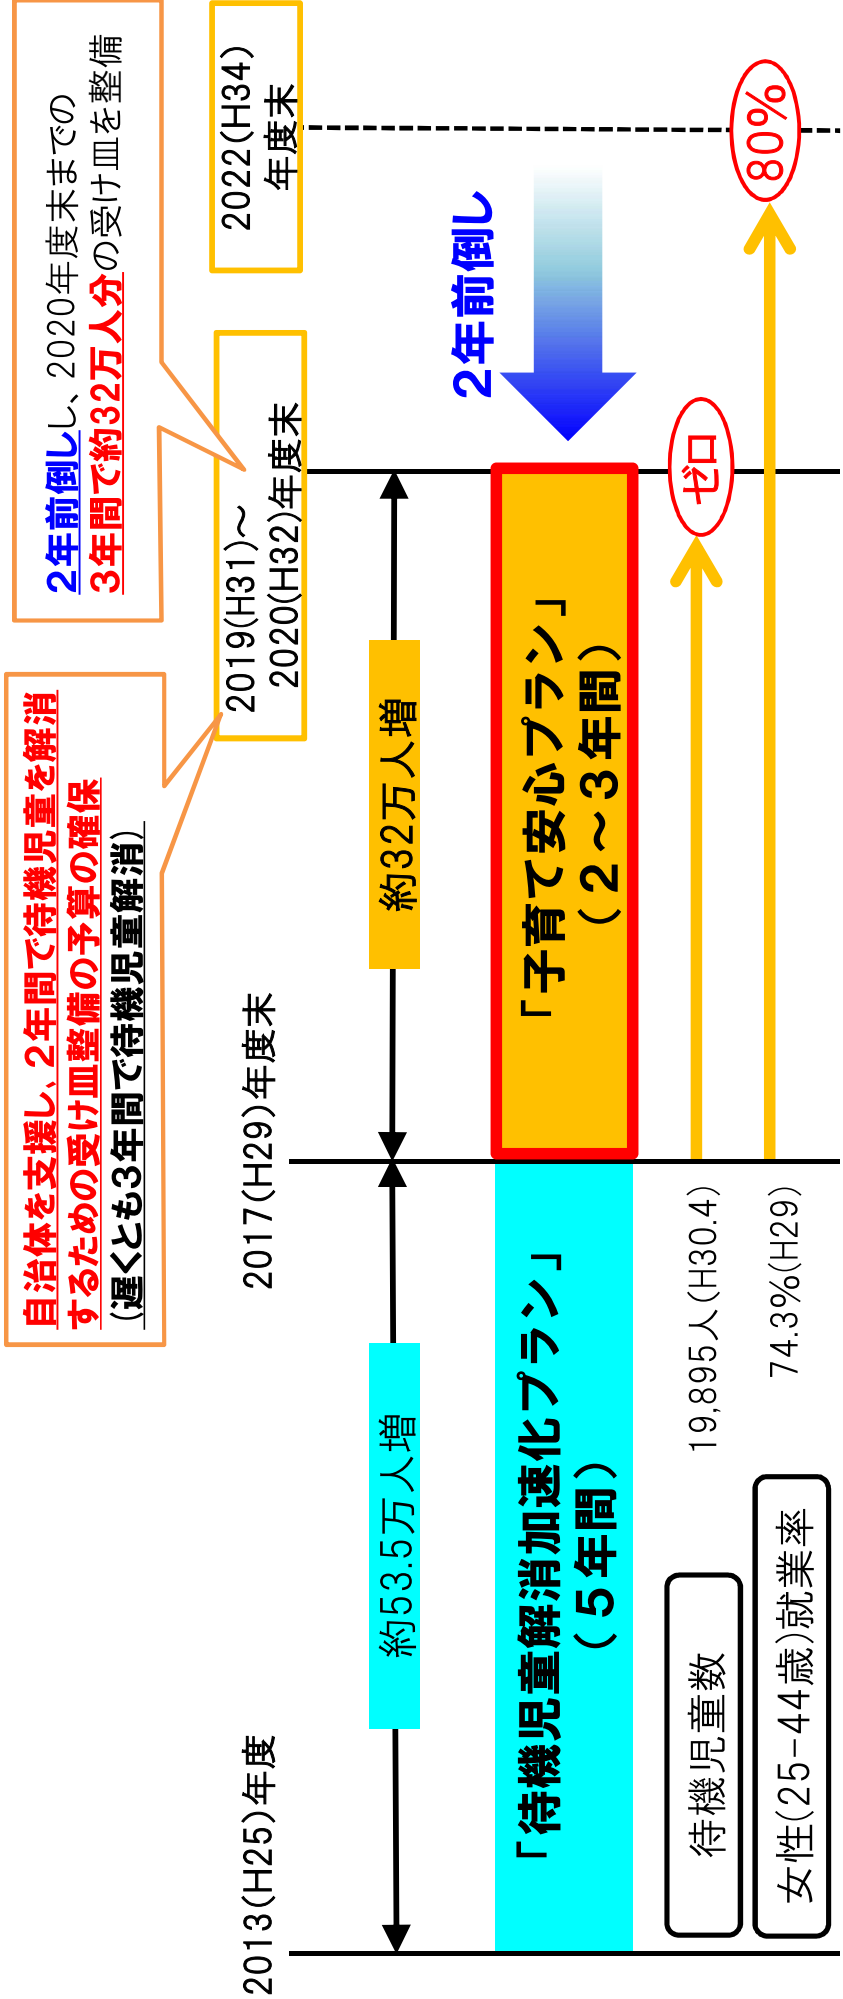 自治体を支援し、２年間で待機児童を解消
するための受け皿整備の予算の確保
（遅くとも３年間で待機児童解消）
２年前倒しし、2020年度末までの
３年間で約32万人分の受け皿を整備
2013（H25）年度
2017（H29）年度末
2019(H31)～
2020(H32)年度末
2022（H34）
年度末
約53.5万人増
約32万人増
２年前倒し
「待機児童解消加速化プラン」
（５年間）
「子育て安心プラン」
（２～３年間）
待機児童数
19,895人（H30.4）
ゼロ
女性(25-44歳)就業率
74.3％(H29)
80％